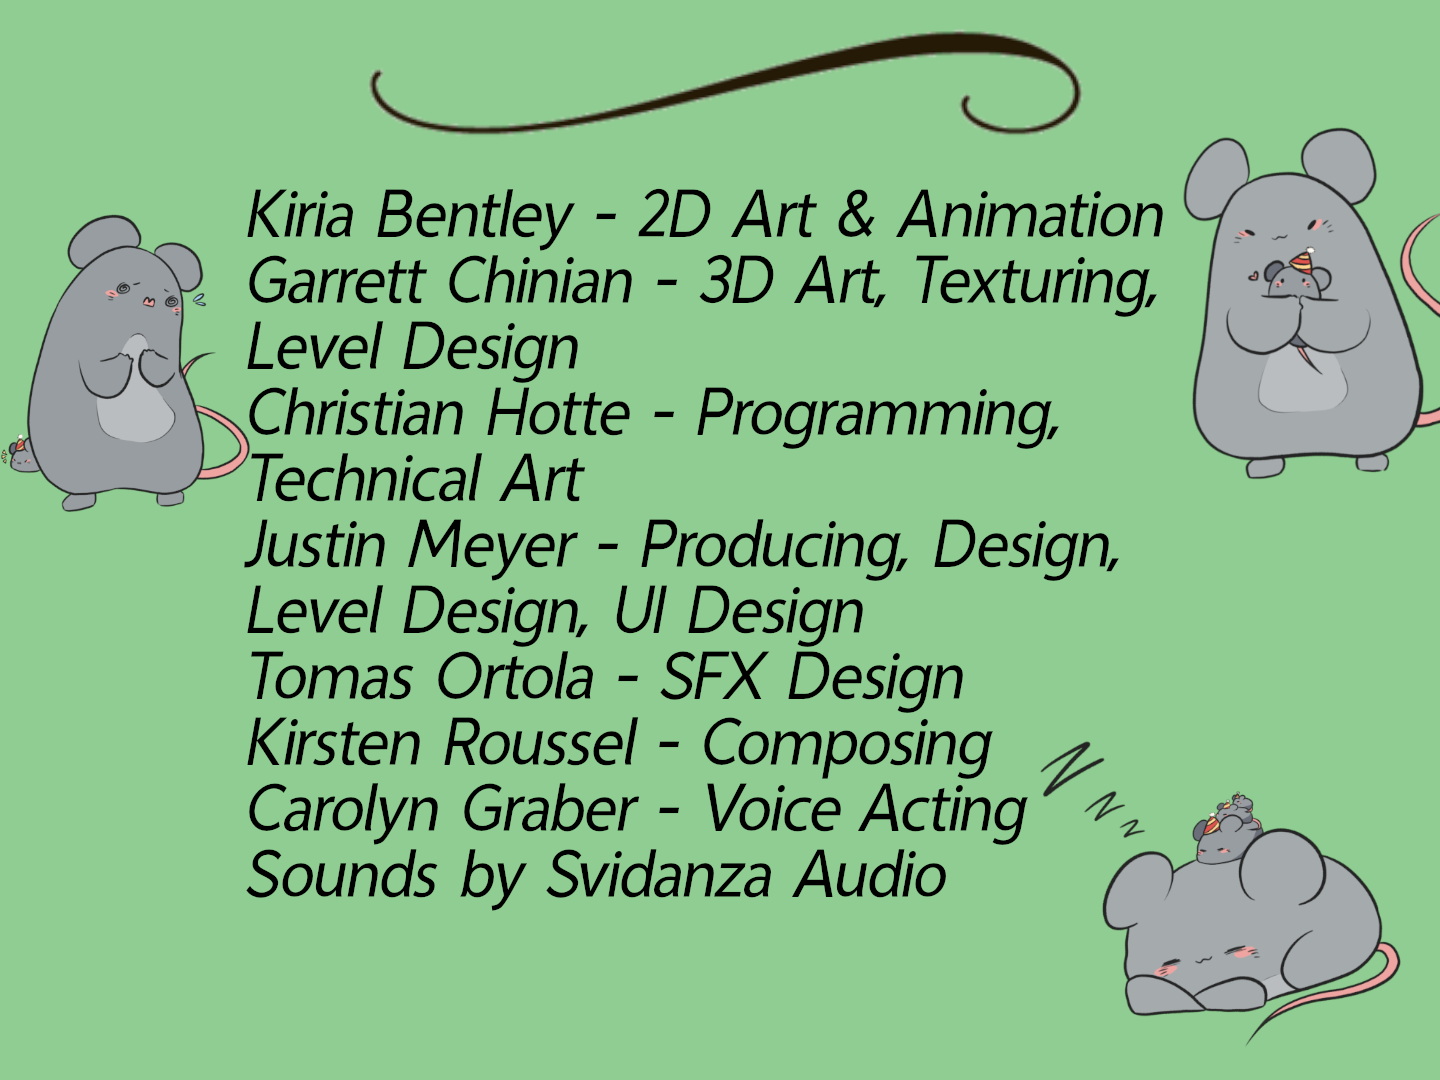 Kiria Bentley - 2D Art & Animation
Garrett Chinian - 3D Art, Texturing,
Level Design
Christian Hotte - Programming,
Technical Art
Justin Meyer - Producing, Design,
Level Design, UI Design
Tomas Ortola - SFX Design
Kirsten Roussel - Composing
Carolyn Graber - Voice Acting
Sounds by Svidanza Audio
Z z z